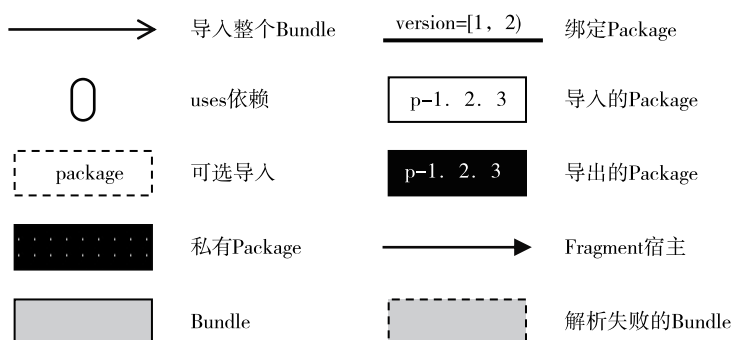 导入整个Bundle
version=[1, 2)
绑定Package
uses依赖
p-1. 2. 3
导入的Package
package
可选导入
p-1. 2. 3
导出的Package
私有Package
Fragment宿主
Bundle
解析失败的Bundle